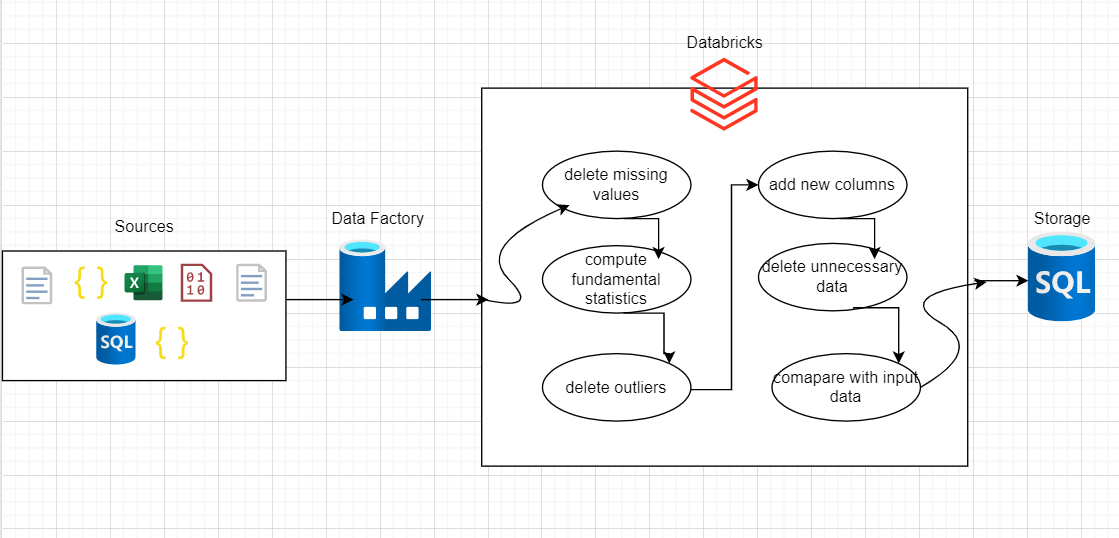 Databricks
delete missing
values
add new columns
Sources
Data Factory
Storage
compute
fundamental
statistics
delete unnecessary
data
X
01
10
SQL
SQL
delete outliers
comapare with input
data